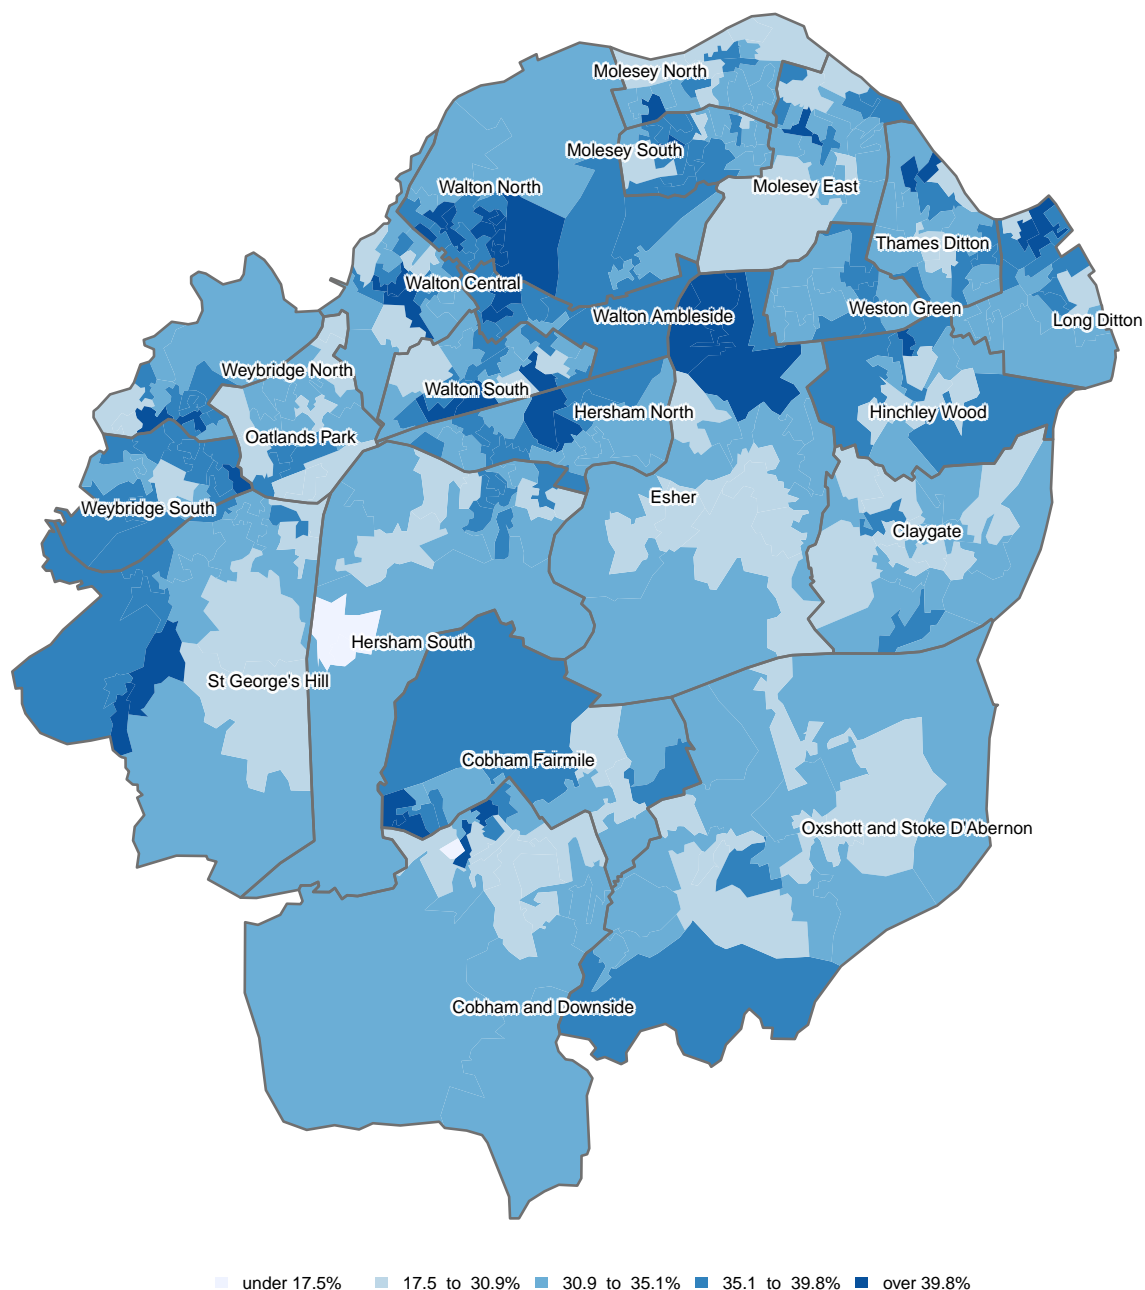 Molesey North
Molesey South
Molesey East
Walton North
Thames Ditton
Walton Central
Weston Green
Walton Ambleside
Long Ditton
Weybridge North
Walton South
Hersham North
Hinchley Wood
Oatlands Park
Esher
Weybridge South
Claygate
Hersham South
St George's Hill
Cobham Fairmile
Oxshott and Stoke D'Abernon
Cobham and Downside
under 17.5% 17.5 to 30.9% 30.9 to 35.1% 35.1 to 39.8% over 39.8%